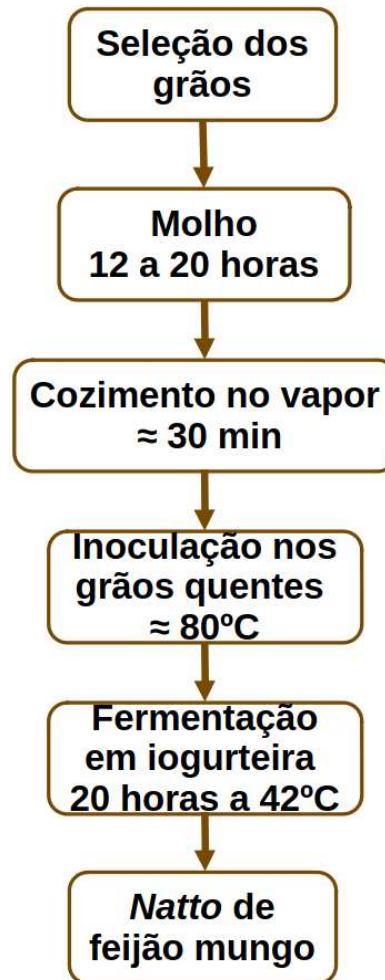 Seleção dos
grãos
Molho
12 a 20 horas
Cozimento no vapor
≈ 30 min
Inoculação nos
grãos quentes
≈ 80ºC
Fermentação
em iogurteira
20 horas a 42ºC
Natto de
feijão mungo